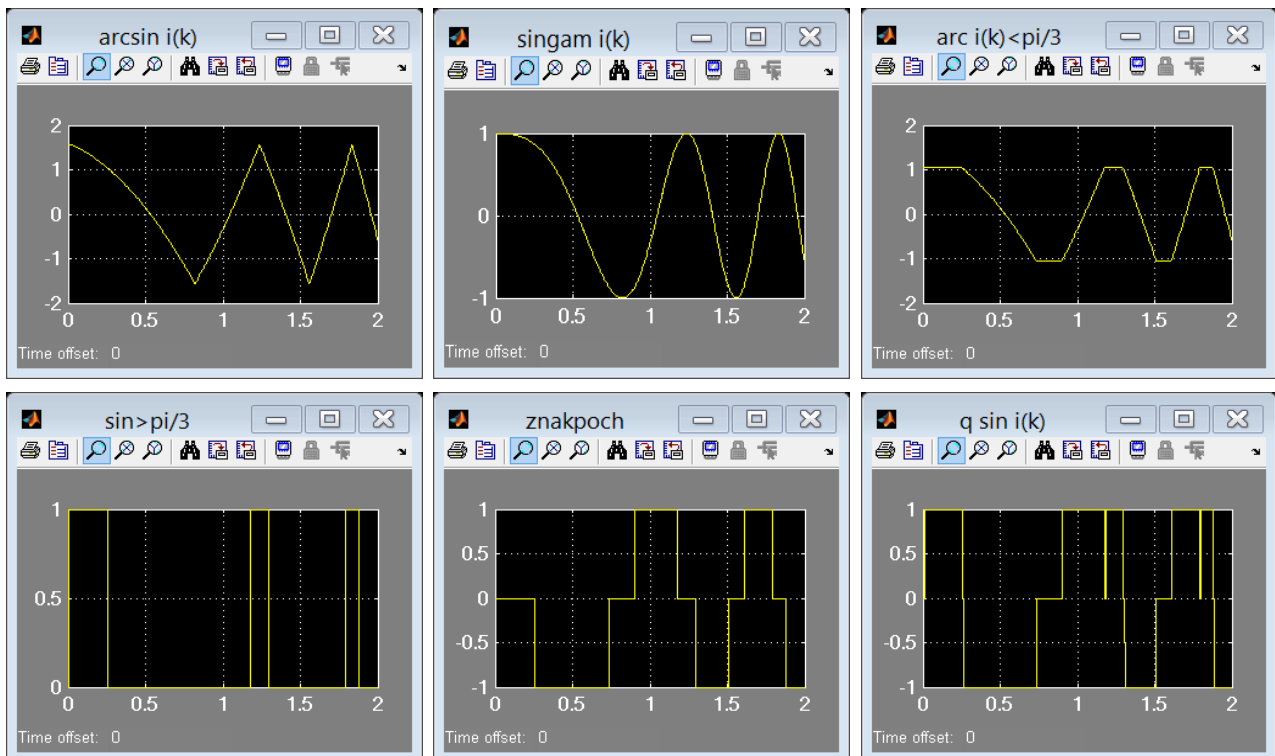 arcsin i(k)
2
1
0
-1
-2
0 0.5 1 1.5 2
Time offset: 0
singam i(k)
1
0
-1
0 0.5 1 1.5 2
Time offset: 0
arc i(k)<pi/3
2
1
0
-1
-2
0 0.5 1 1.5 2
Time offset: 0
sin>pi/3
1
0.5
0
0 0.5 1 1.5 2
Time offset: 0
znakpoch
1
0.5
0
-0.5
-1
0 0.5 1 1.5 2
Time offset: 0
q sin i(k)
1
0.5
0
-0.5
-1
0 0.5 1 1.5 2
Time offset: 0